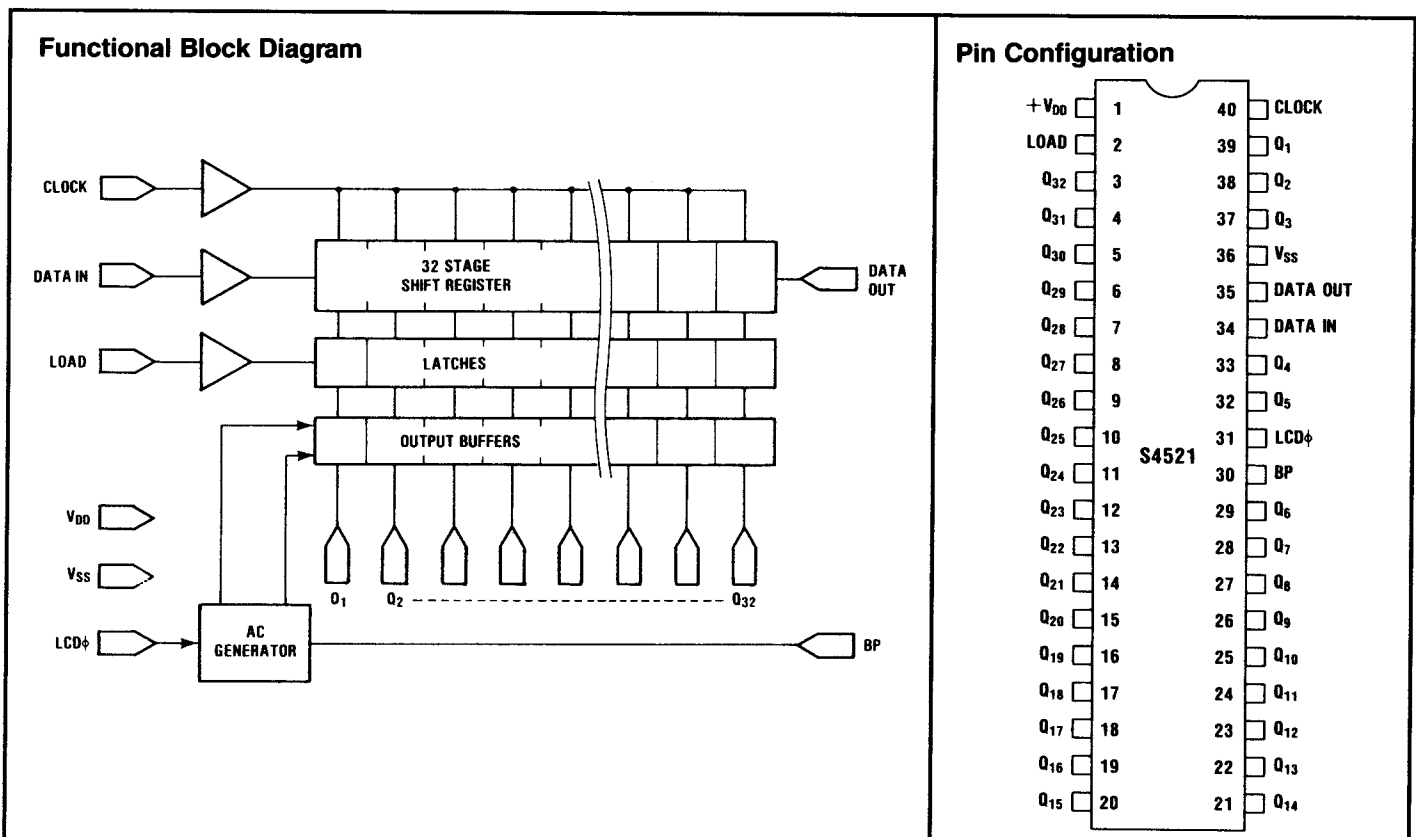 Functional Block Diagram
CLOCK
DATA IN
32 STAGE
SHIFT REGISTER
DATA
OUT
LOAD
LATCHES
OUTPUT BUFFERS
VDD
VSS
Q1 Q2 Q32
LCDϕ
AC
GENERATOR
BP
Pin Configuration
+VDD 1 40 CLOCK
LOAD 2 39 Q1
Q32 3 38 Q2
Q31 4 37 Q3
Q30 5 36 VSS
Q29 6 35 DATA OUT
Q28 7 34 DATA IN
Q27 8 33 Q4
Q26 9 32 Q5
Q25 10 31 LCDϕ
S4521
Q24 11 30 BP
Q23 12 29 Q6
Q22 13 28 Q7
Q21 14 27 Q8
Q20 15 26 Q9
Q19 16 25 Q10
Q18 17 24 Q11
Q17 18 23 Q12
Q16 19 22 Q13
Q15 20 21 Q14